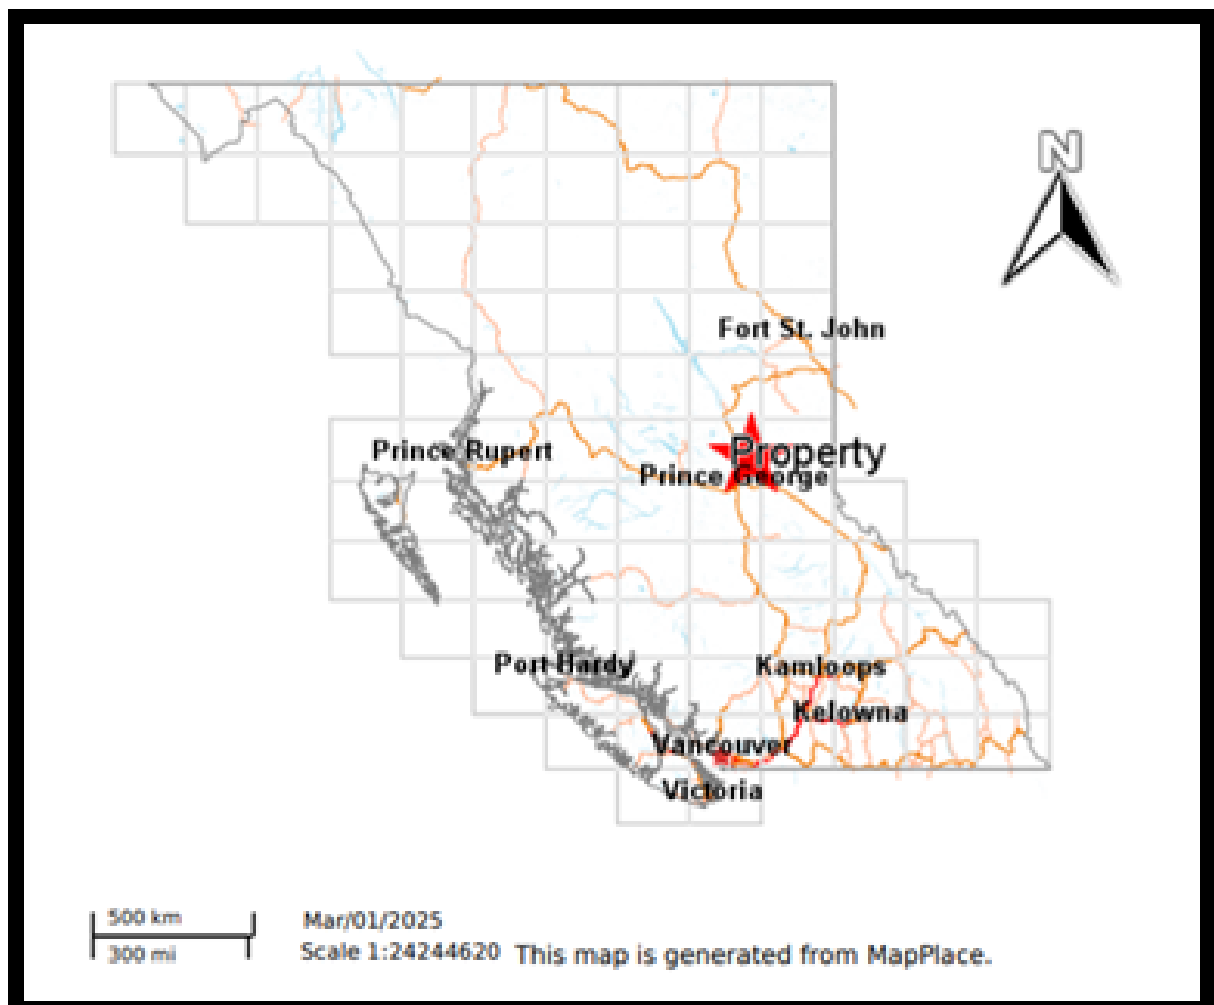 N
Fort St. John
Prince Rupert
Property
Prince George
Port Hardy
Kamloops
Kelowna
Vancouver
Victoria
500 km
300 mi
Mar/01/2025
Scale 1:24244620
This map is generated from MapPlace.